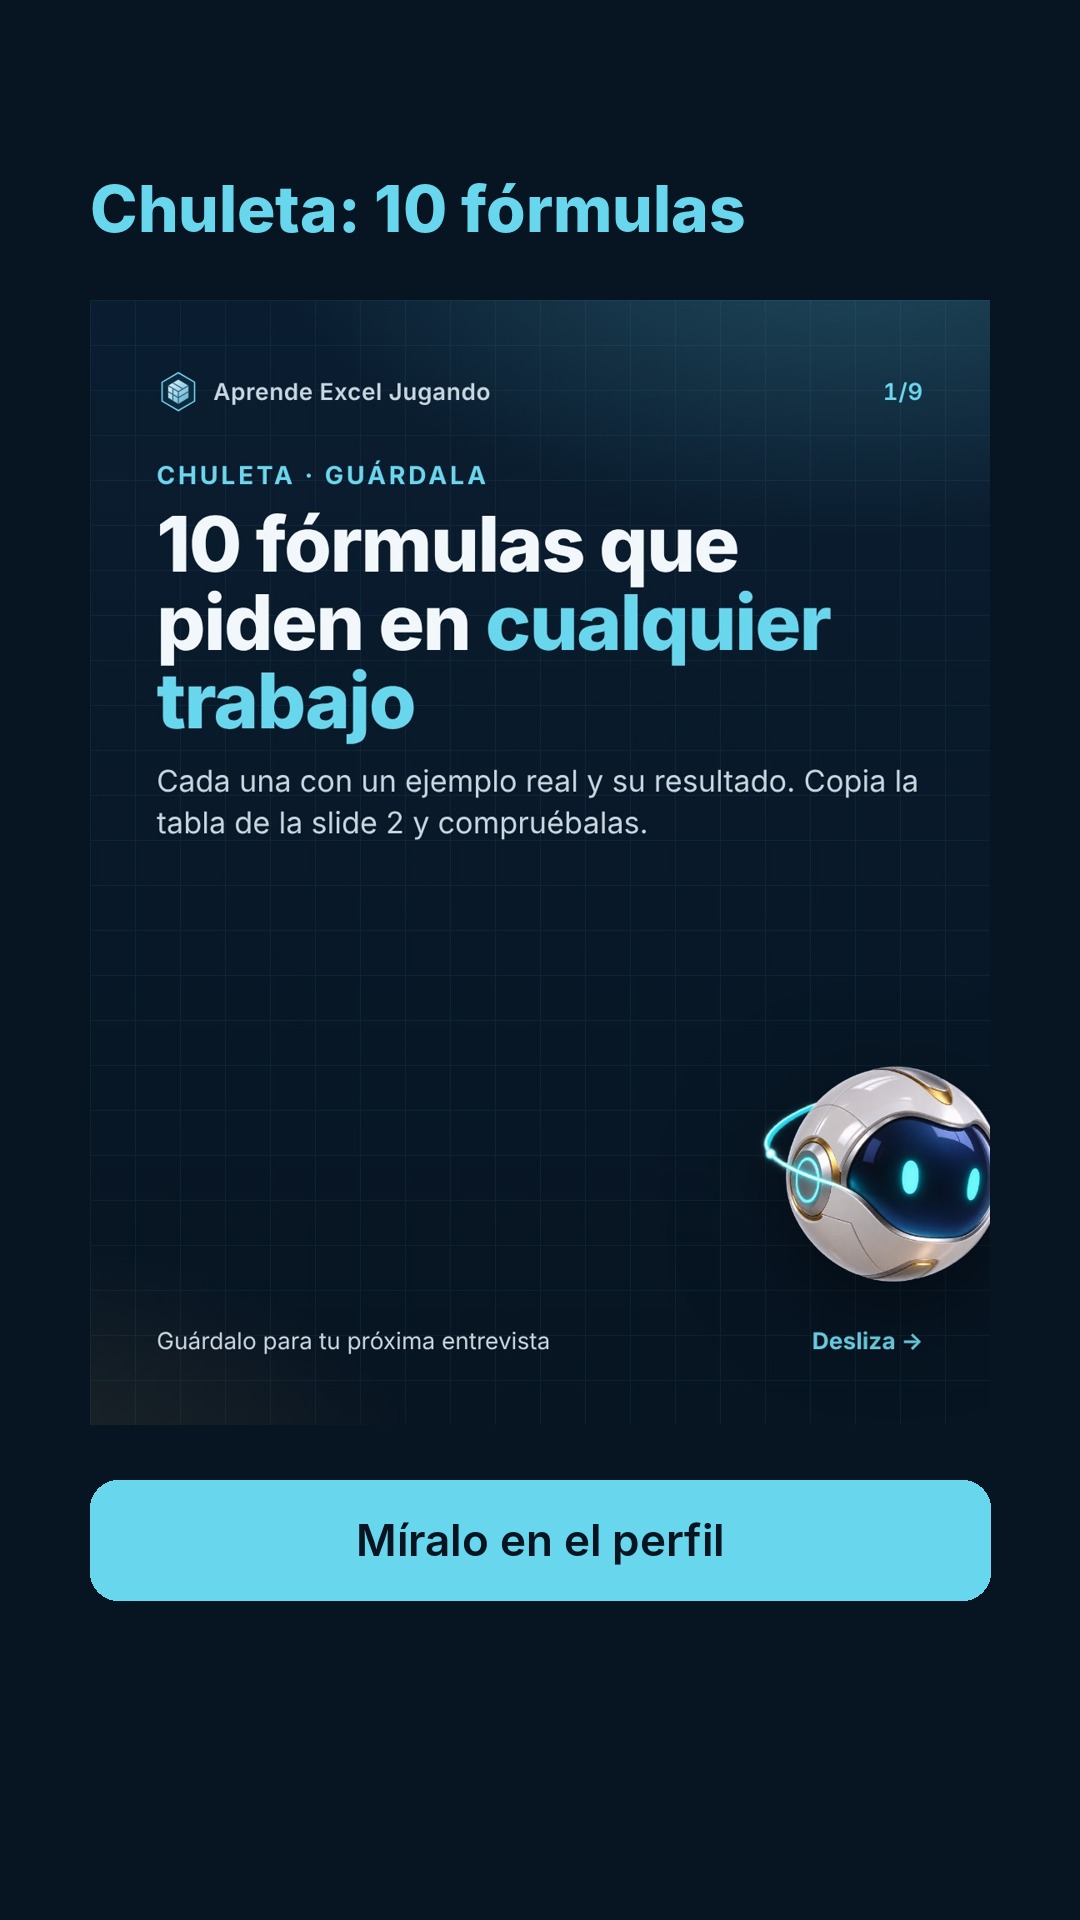 Chuleta: 10 fórmulas
Aprende Excel Jugando
1/9
CHULETA · GUÁRDALA
10 fórmulas que
piden en cualquier
trabajo
Cada una con un ejemplo real y su resultado. Copia la
tabla de la slide 2 y compruébalas.
Guárdalo para tu próxima entrevista
Desliza →
Míralo en el perfil